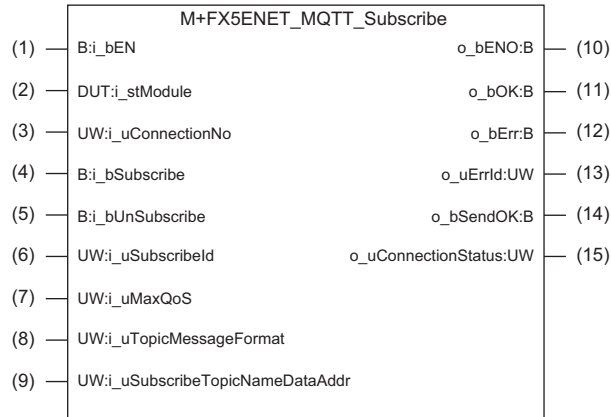 M+FX5ENET_MQTT_Subscribe
(1) B:i_bEN o_bENO:B (10)
(2) DUT:i_stModule o_bOK:B (11)
(3) UW:i_uConnectionNo o_bErr:B (12)
(4) B:i_bSubscribe o_uErrId:UW (13)
(5) B:i_bUnSubscribe o_bSendOK:B (14)
(6) UW:i_uSubscribeId o_uConnectionStatus:UW (15)
(7) UW:i_uMaxQoS
(8) UW:i_uTopicMessageFormat
(9) UW:i_uSubscribeTopicNameDataAddr